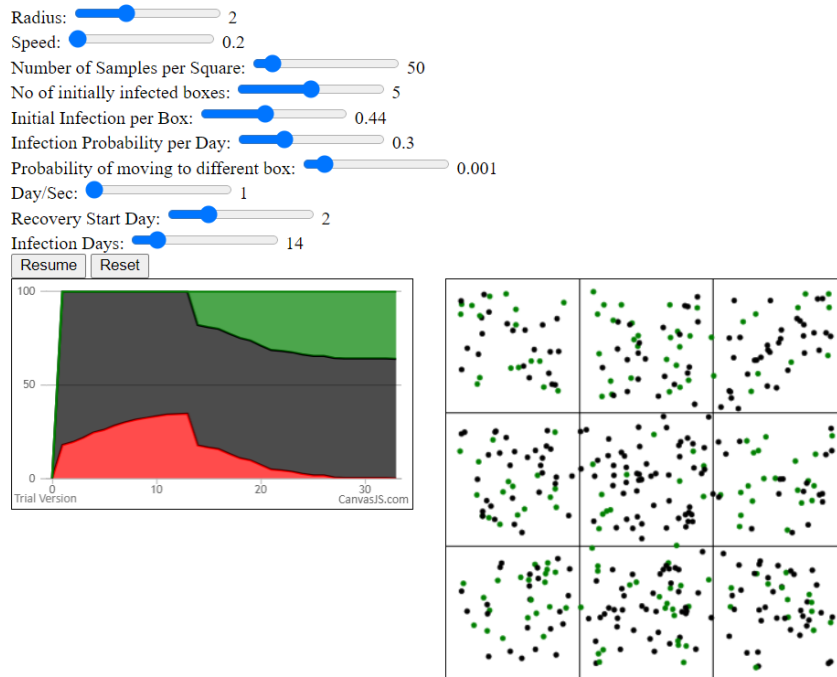 Radius: 2
Speed: 0.2
Number of Samples per Square: 50
No of initially infected boxes: 5
Initial Infection per Box: 0.44
Infection Probability per Day: 0.3
Probability of moving to different box: 0.001
Day/Sec: 1
Recovery Start Day: 2
Infection Days: 14
Resume Reset
100
50
0
0 10 20 30
Trial Version CanvasJS.com